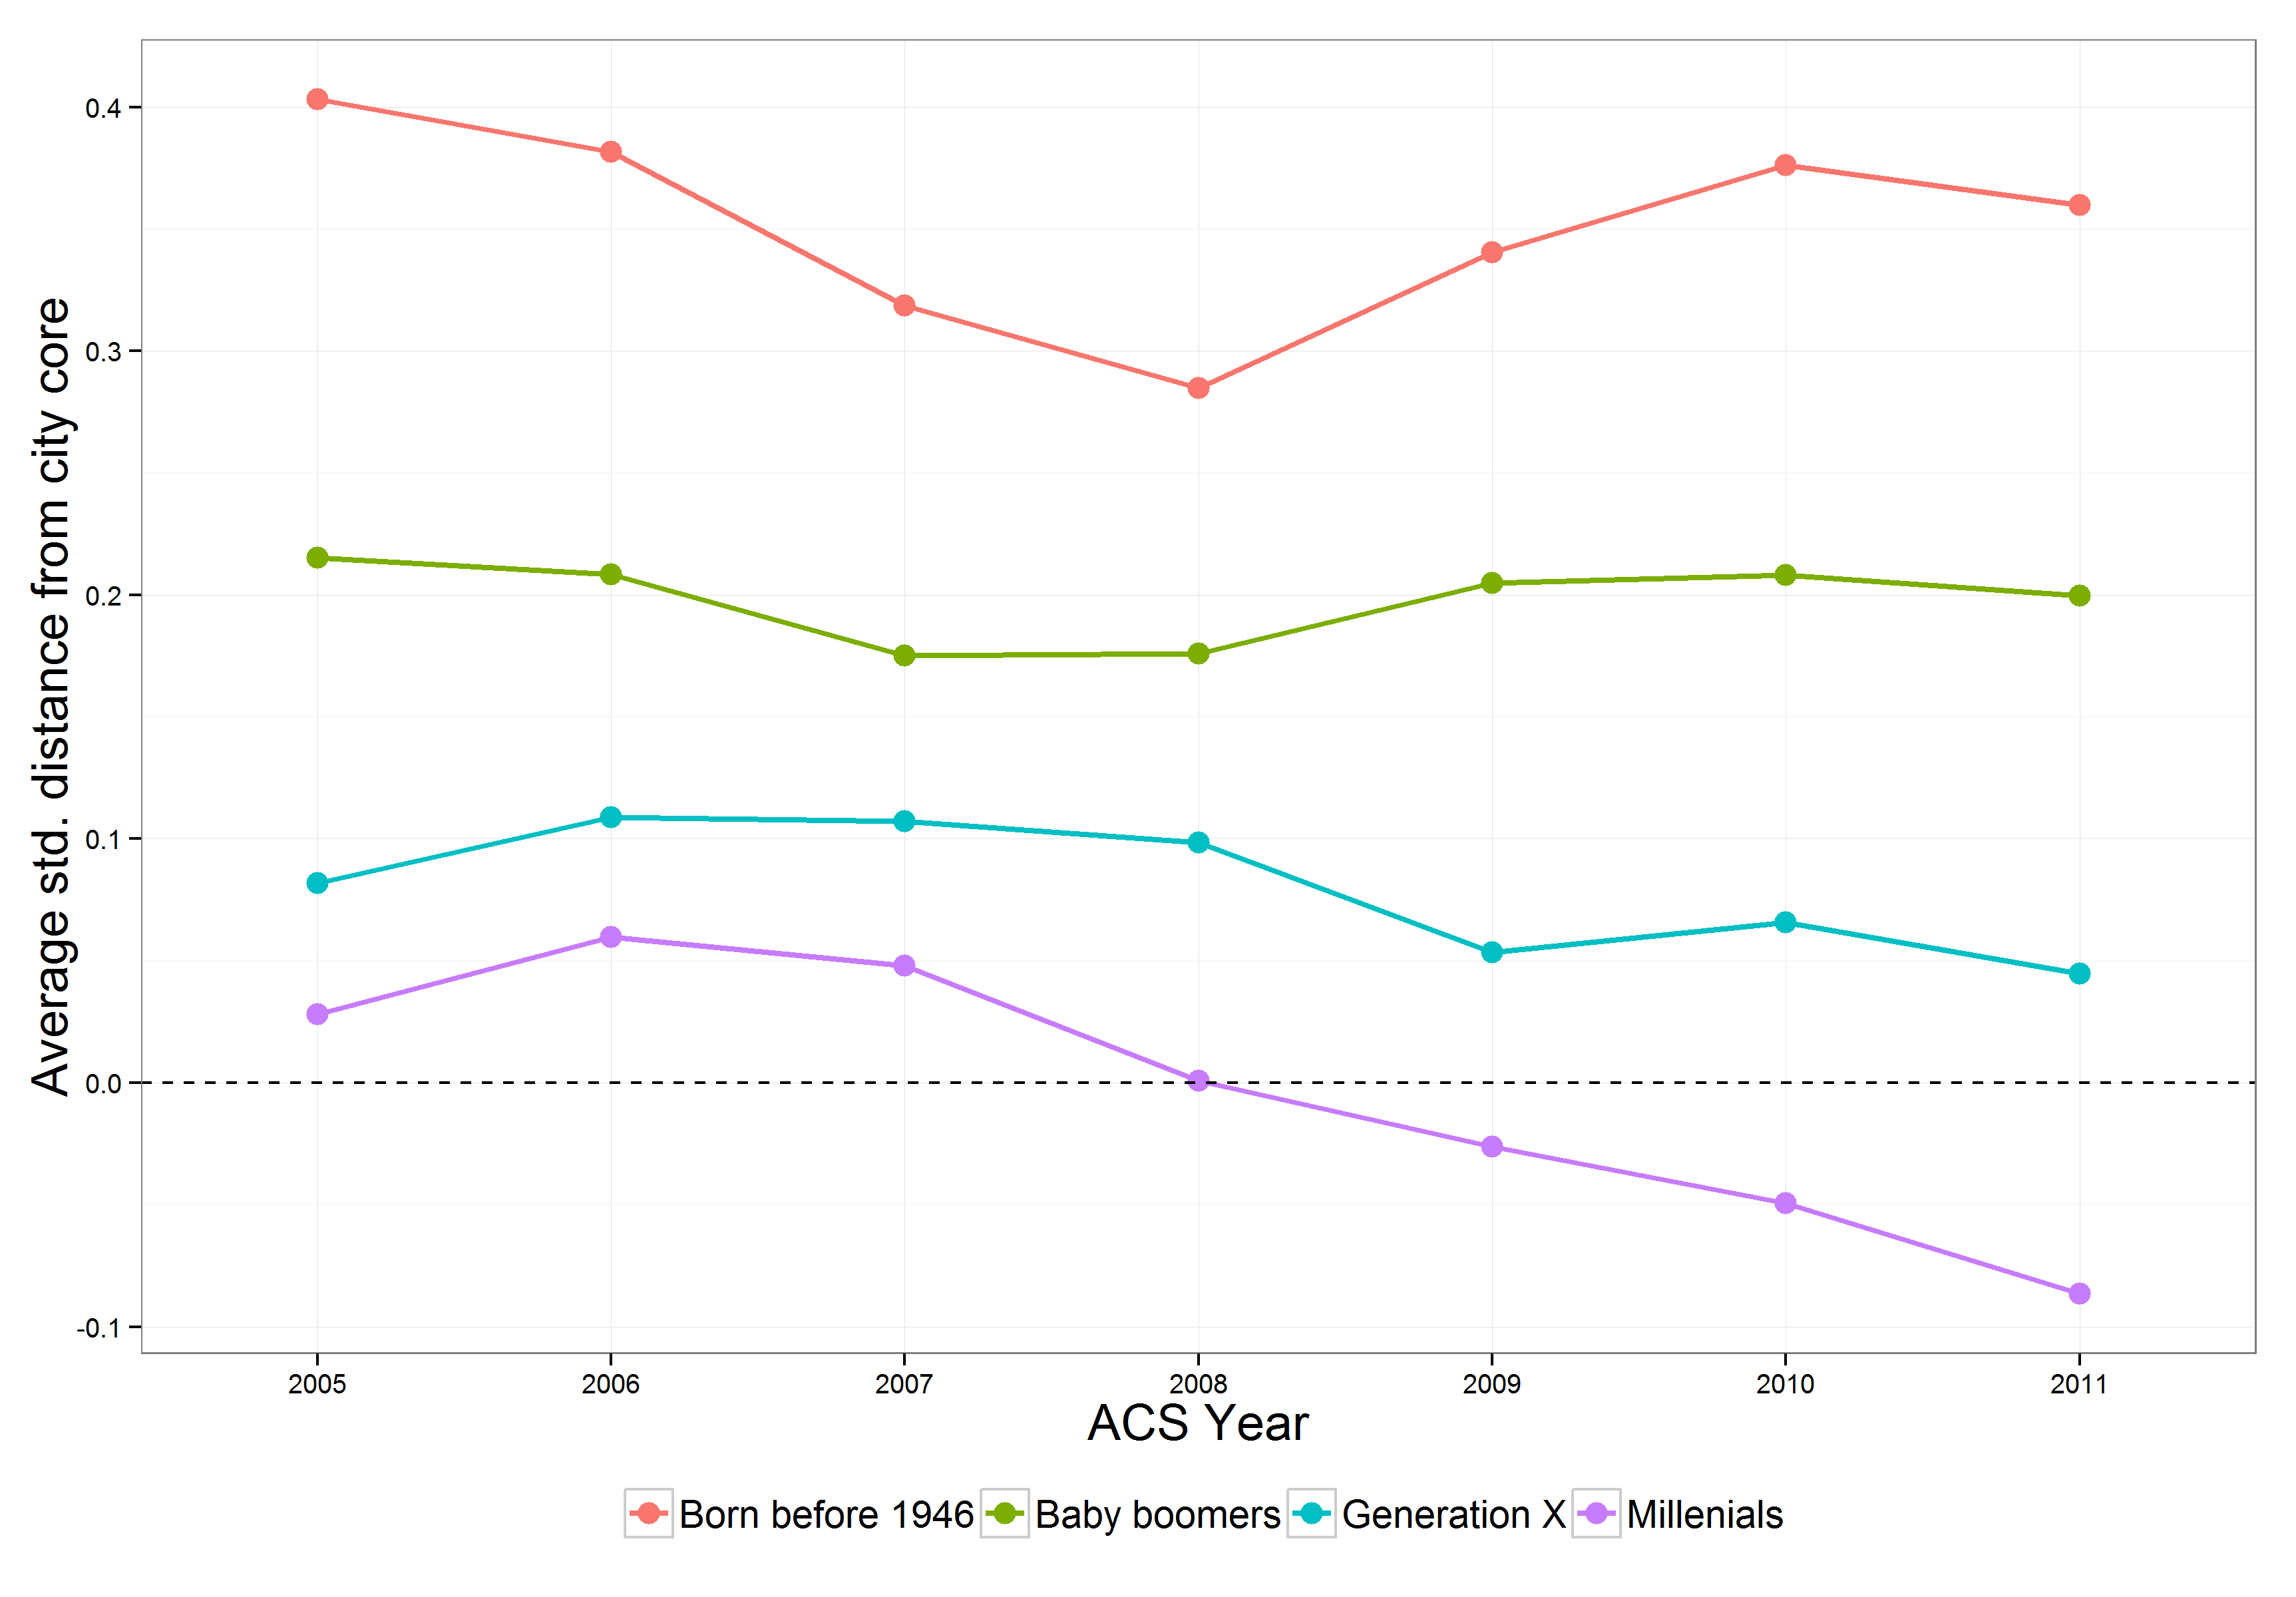 Average std. distance from city core
0.4
0.3
0.2
0.1
0.0
-0.1
2005 2006 2007 2008 2009 2010 2011
ACS Year
Born before 1946 Baby boomers Generation X Millenials